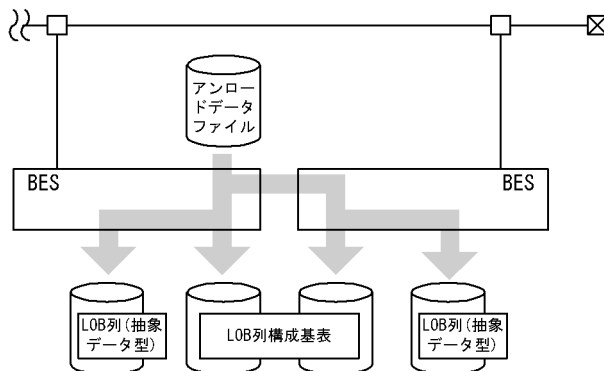 アンロー
ドデータ
ファイル
BES
BES
LOB列(抽象
データ型)
LOB列構成基表
LOB列(抽象
データ型)